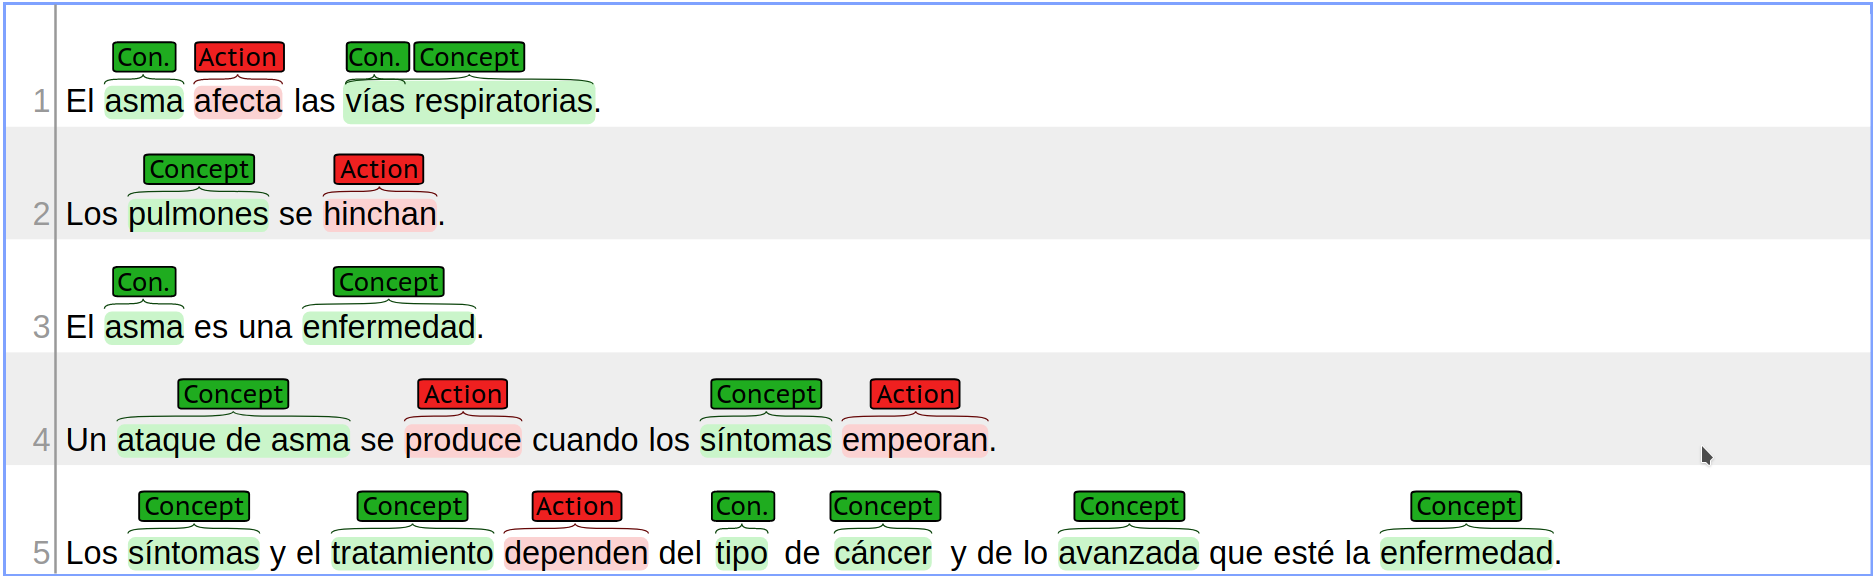 Con. Action Con. Concept
1 El asma afecta las vías respiratorias.
Concept Action
2 Los pulmones se hinchan.
Con. Concept
3 El asma es una enfermedad.
Concept Action Concept Action
4 Un ataque de asma se produce cuando los síntomas empeoran.
Concept Concept Action Con. Concept Concept Concept
5 Los síntomas y el tratamiento dependen del tipo de cáncer y de lo avanzada que esté la enfermedad.